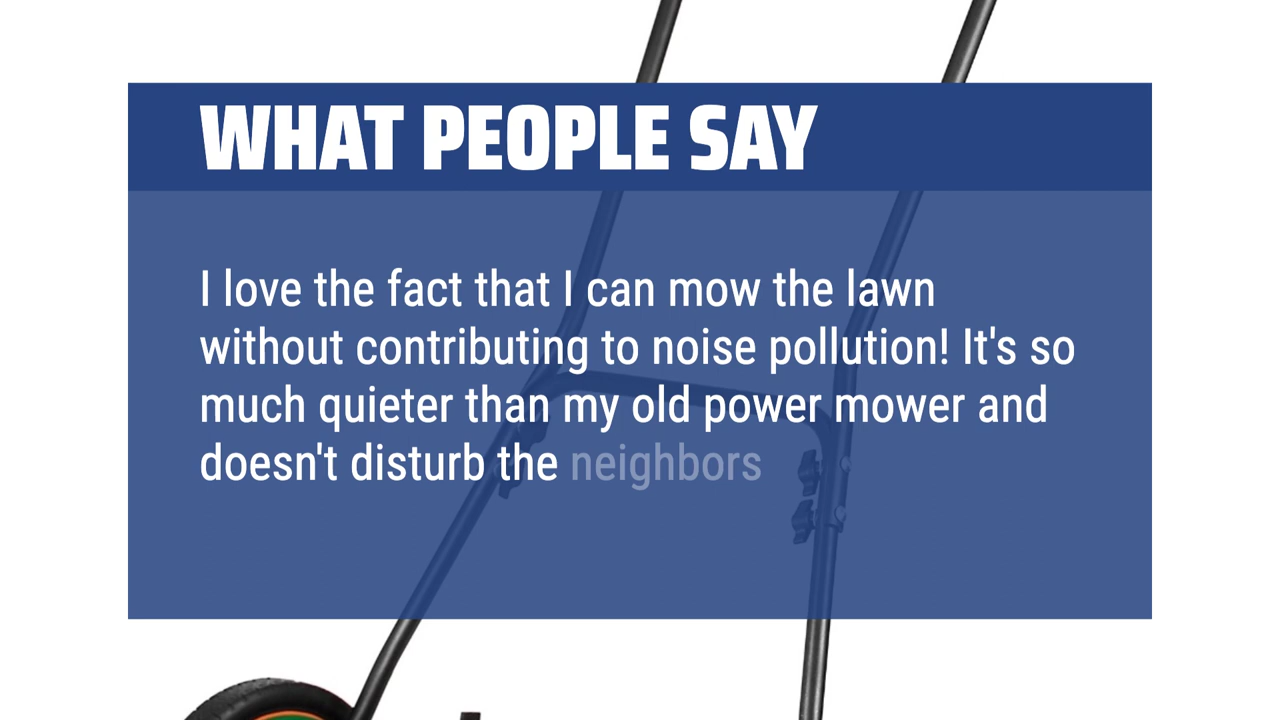 WHAT PEOPLE SAY
I love the fact that I can mow the lawn
without contributing to noise pollution! It's so
much quieter than my old power mower and
doesn't disturb the neighbors